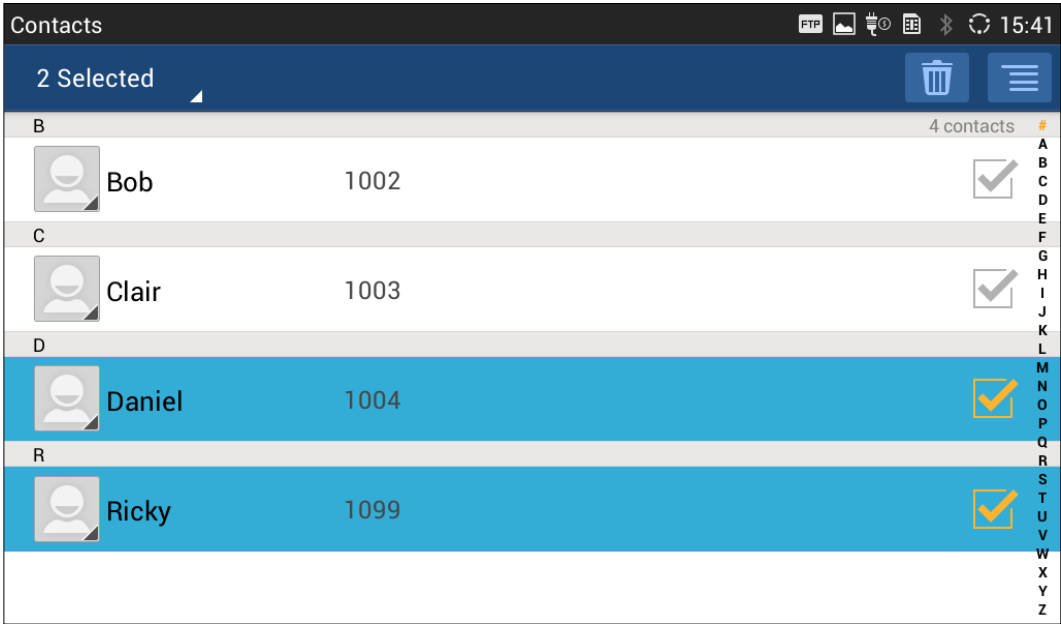 Contacts FTP 15:41
2 Selected
B 4 contacts
Bob 1002
C
Clair 1003
D
Daniel 1004
R
Ricky 1099
#
A
B
C
D
E
F
G
H
I
J
K
L
M
N
O
P
Q
R
S
T
U
V
W
X
Y
Z